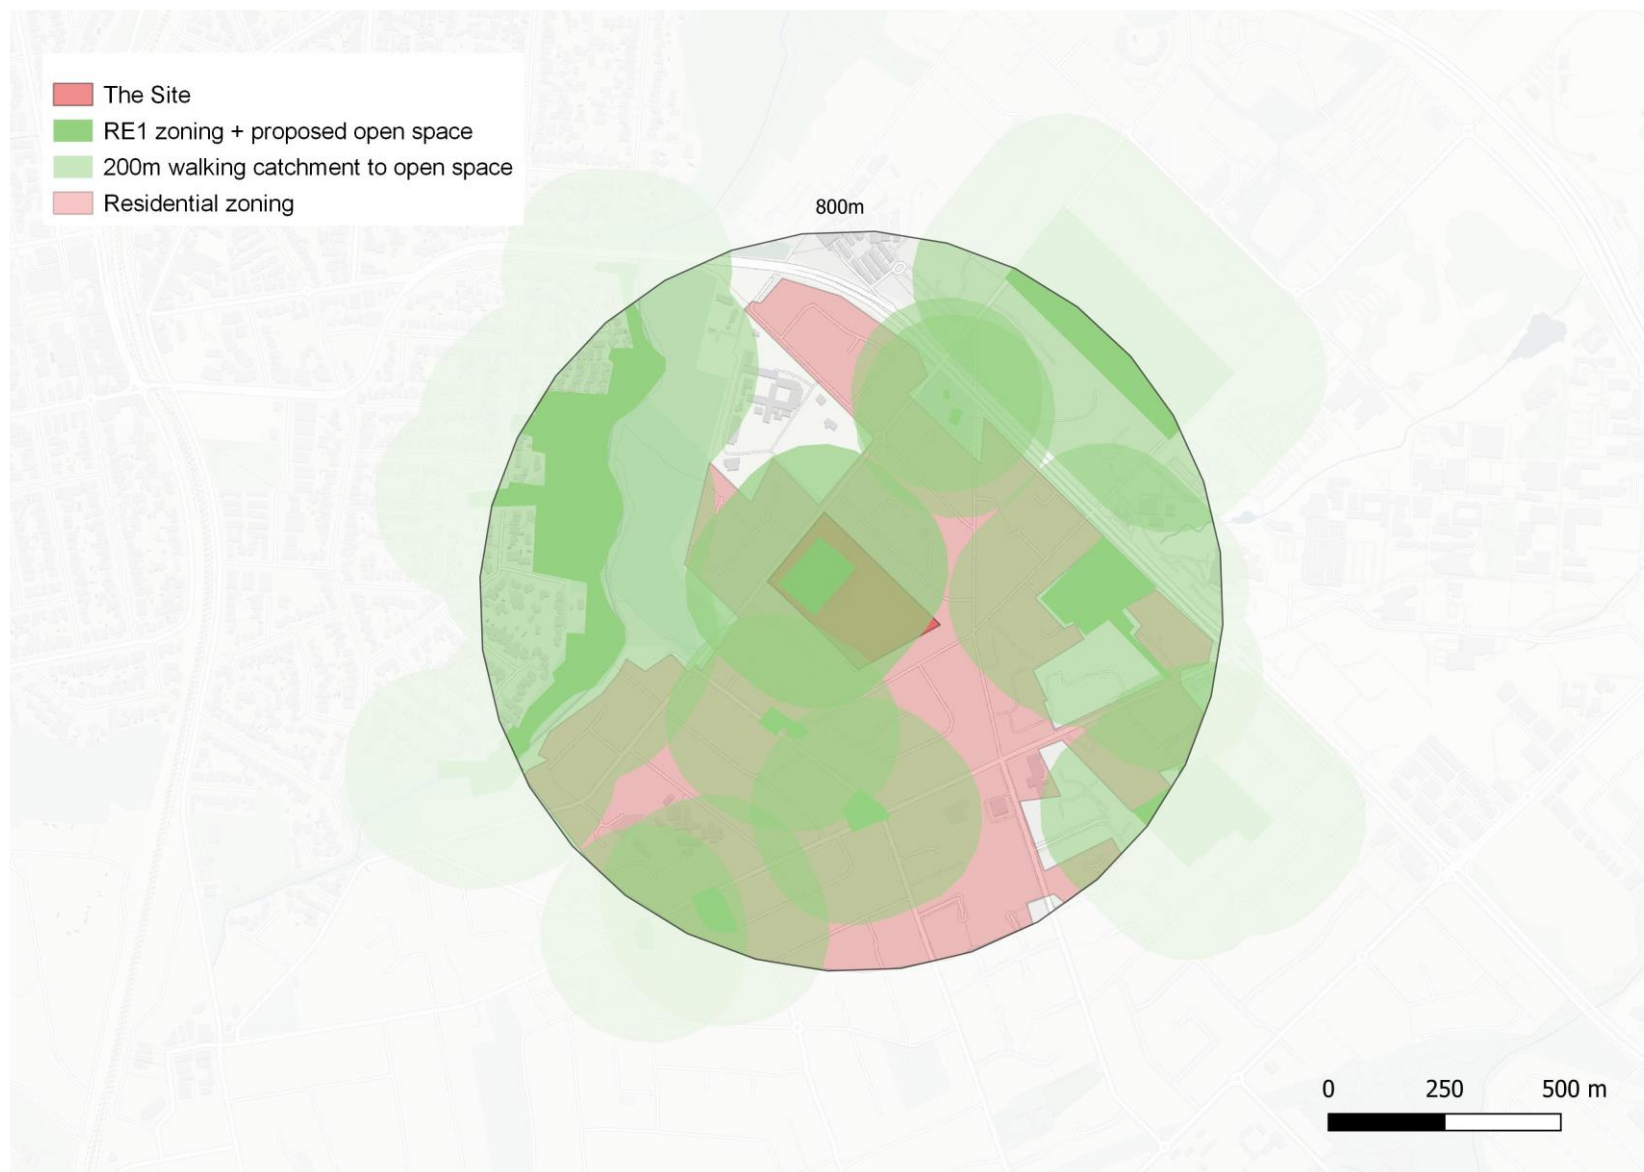 The Site
RE1 zoning + proposed open space
200m walking catchment to open space
Residential zoning
800m
0 250 500 m